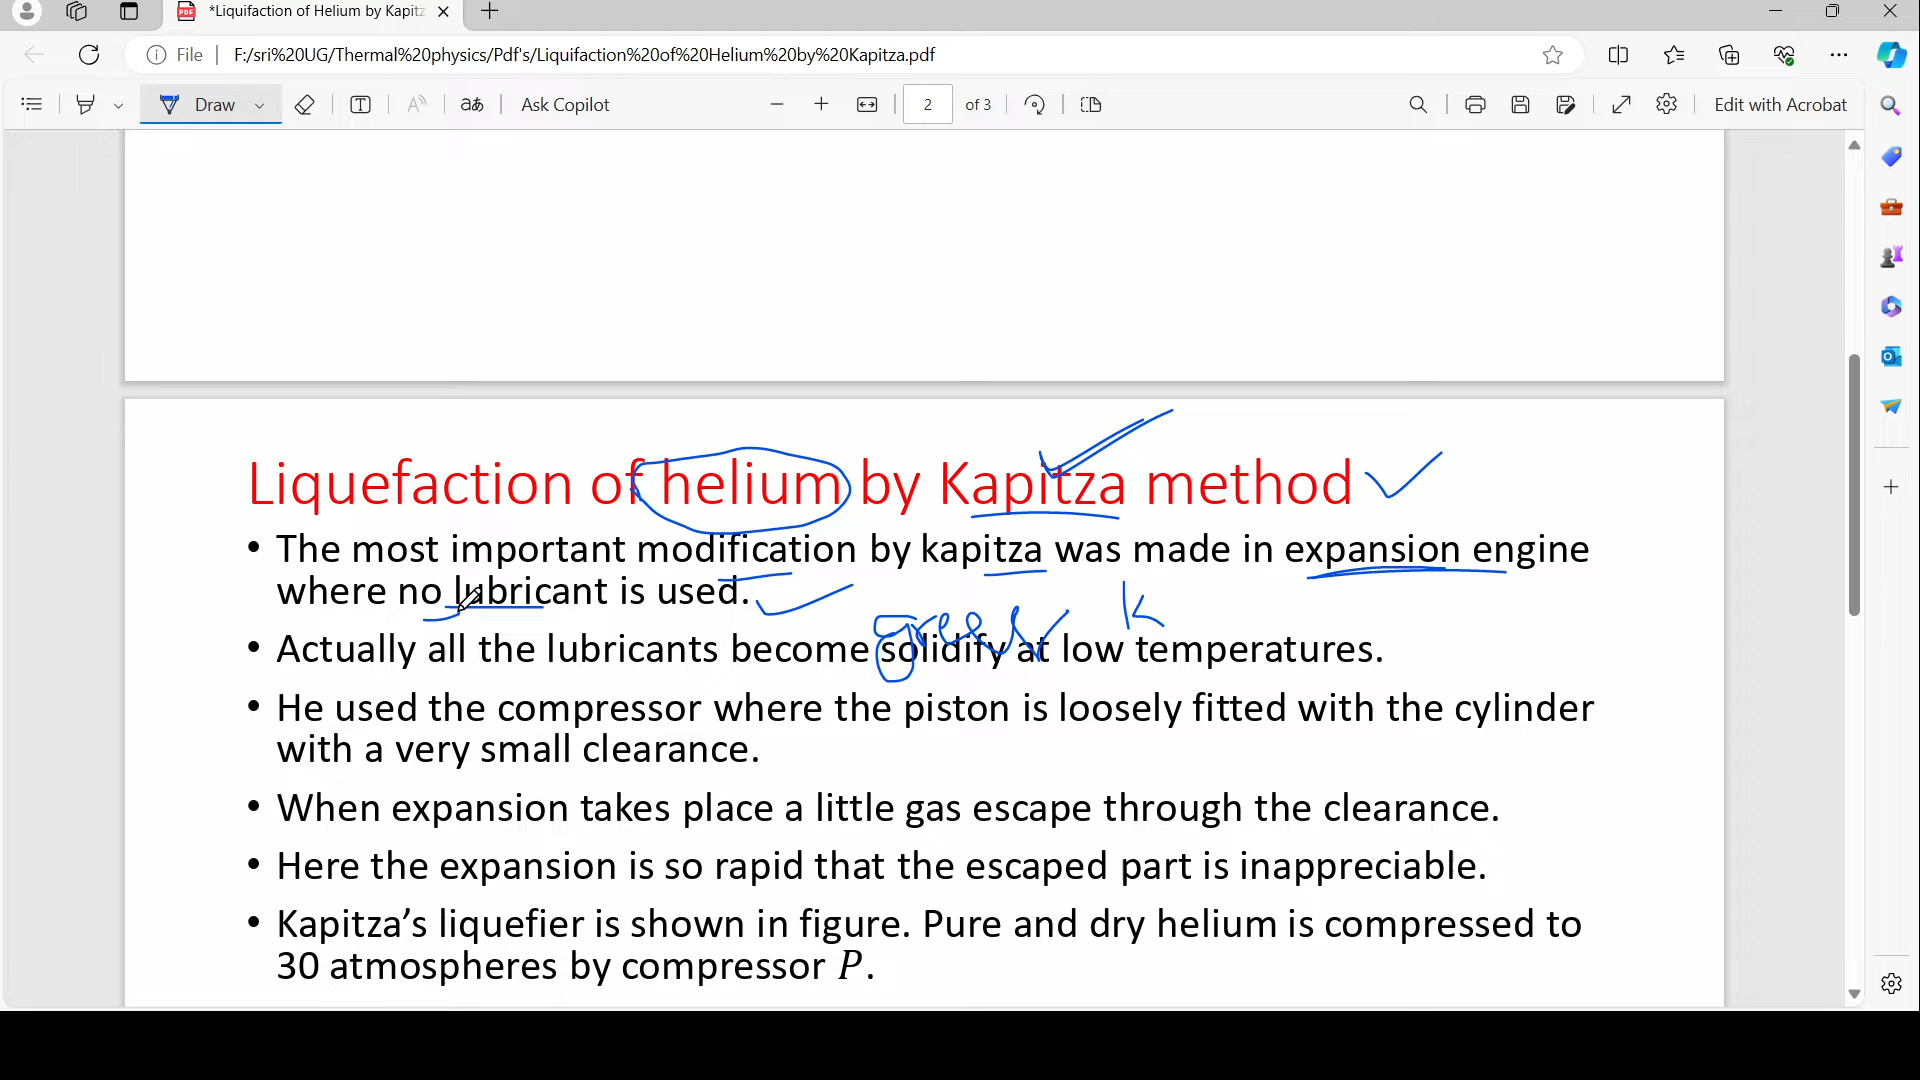 *Liquifaction of Helium by Kapitz
File
F:/sri%20UG/Thermal%20physics/Pdf's/Liquifaction%20of%20Helium%20by%20Kapitza.pdf
Draw
aあ
Ask Copilot
2
of 3
Edit with Acrobat
Liquefaction of helium by Kapitza method
• The most important modification by kapitza was made in expansion engine
where no lubricant is used.
K
• Actually all the lubricants become solidify at low temperatures.
• He used the compressor where the piston is loosely fitted with the cylinder
with a very small clearance.
• When expansion takes place a little gas escape through the clearance.
• Here the expansion is so rapid that the escaped part is inappreciable.
• Kapitza’s liquefier is shown in figure. Pure and dry helium is compressed to
30 atmospheres by compressor P.